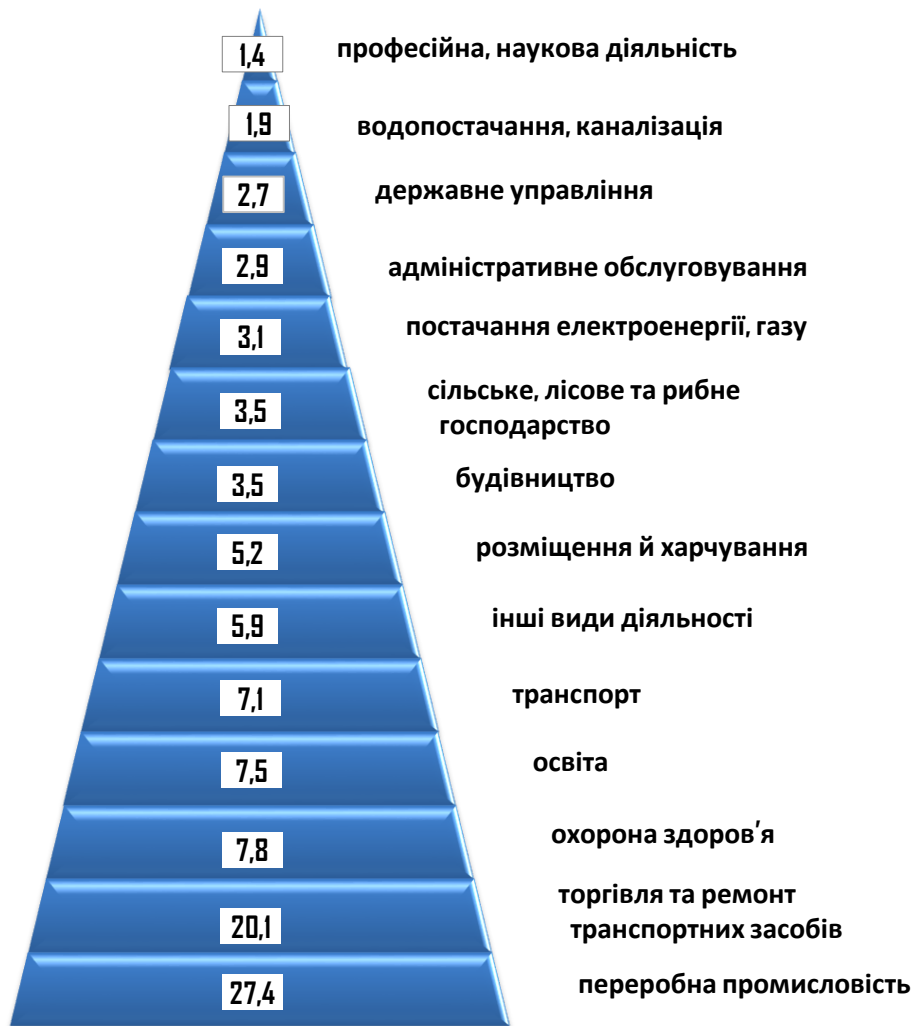 1,4 професійна, наукова діяльність
1,9 водопостачання, каналізація
2,7 державне управління
2,9 адміністративне обслуговування
3,1 постачання електроенергії, газу
3,5 сільське, лісове та рибне
господарство
3,5 будівництво
5,2 розміщення й харчування
5,9 інші види діяльності
7,1 транспорт
7,5 освіта
7,8 охорона здоров'я
20,1 торгівля та ремонт
транспортних засобів
27,4 переробна промисловість